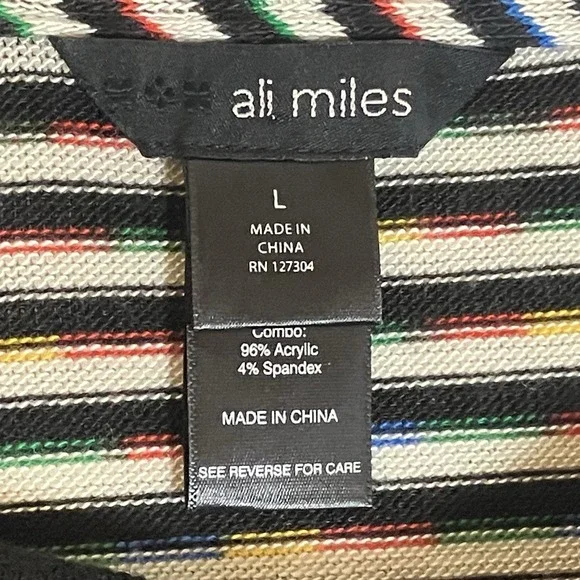 ali miles
L
MADE IN
CHINA
RN 127304
Combo:
96% Acrylic
4% Spandex
MADE IN CHINA
SEE REVERSE FOR CARE